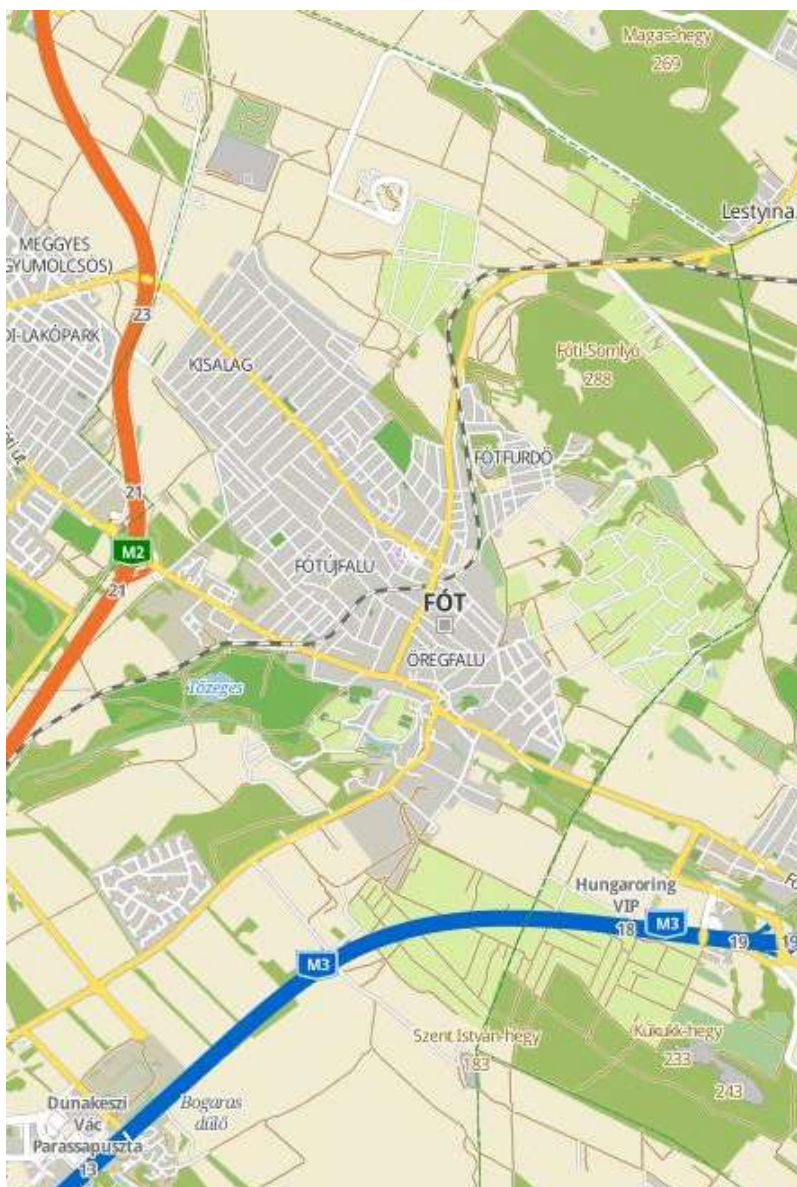 Magas-hegy
269
Lestyina
MEGGYES
GYÜMÖLCSÖS)
23
DI-LAKÓPARK
KISALAG
Fóti-Somlyó
288
FÓTFÜRDŐ
21
M2
21
FÓTÚJFALU
FÓT
ÖREGFALU
Tőzeges
Hungaroring
VIP
18
M3
19
19
M3
Szent István-hegy
183
Kukukk-hegy
233
243
Dunakeszi
Vác
Parassapuszta
13
Bogaras
dűlő